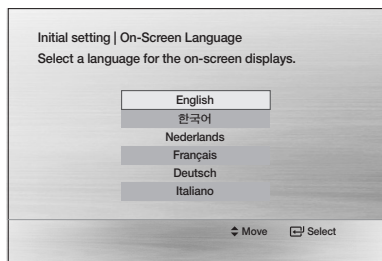 Initial setting | On-Screen Language
Select a language for the on-screen displays.
English
한국어
Nederlands
Français
Deutsch
Italiano
Move Select